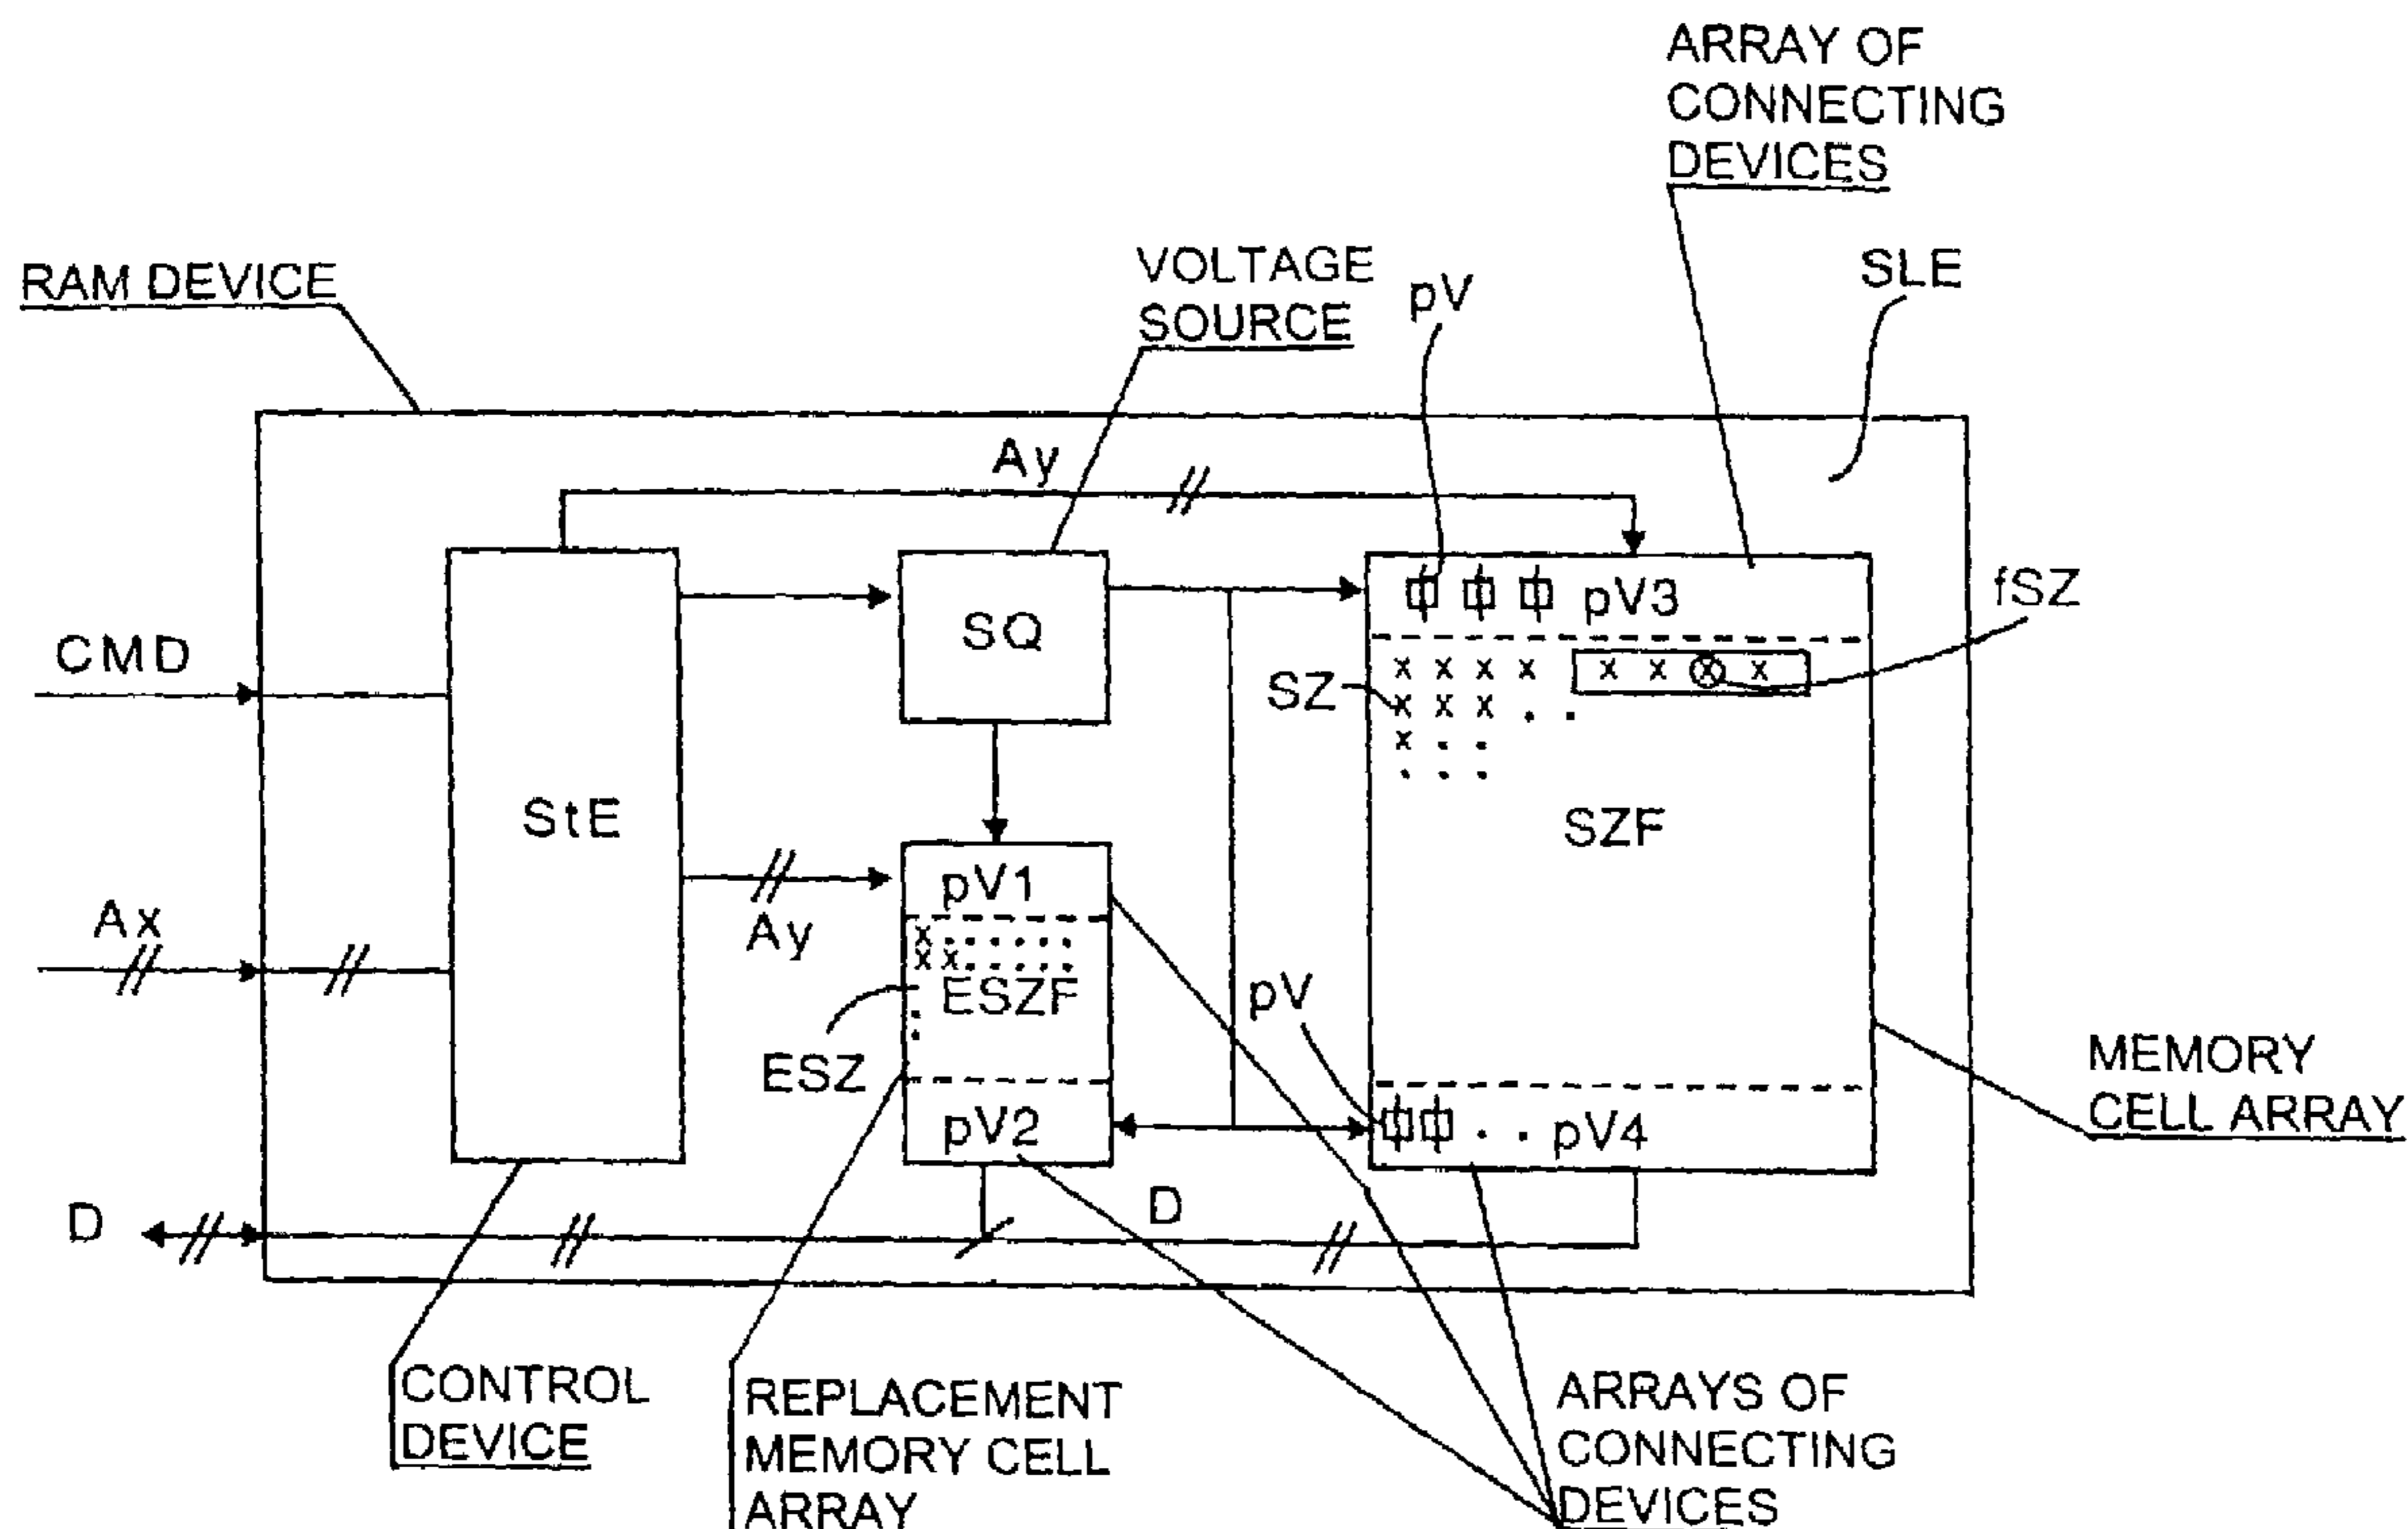 ARRAY OF
CONNECTING
DEVICES
RAM DEVICE
VOLTAGE
SOURCE
pV
SLE
Ay
CMD
SQ
pV3
fSZ
x x x x x x x x
SZ
x x x . .
x . .
. . .
StE
SZF
Ax
Ay
pV1
x......
xx.....
ESZF
ESZ
pV
pV2
. . pV4
MEMORY
CELL ARRAY
D
D
CONTROL
DEVICE
REPLACEMENT
MEMORY CELL
ARRAY
ARRAYS OF
CONNECTING
DEVICES